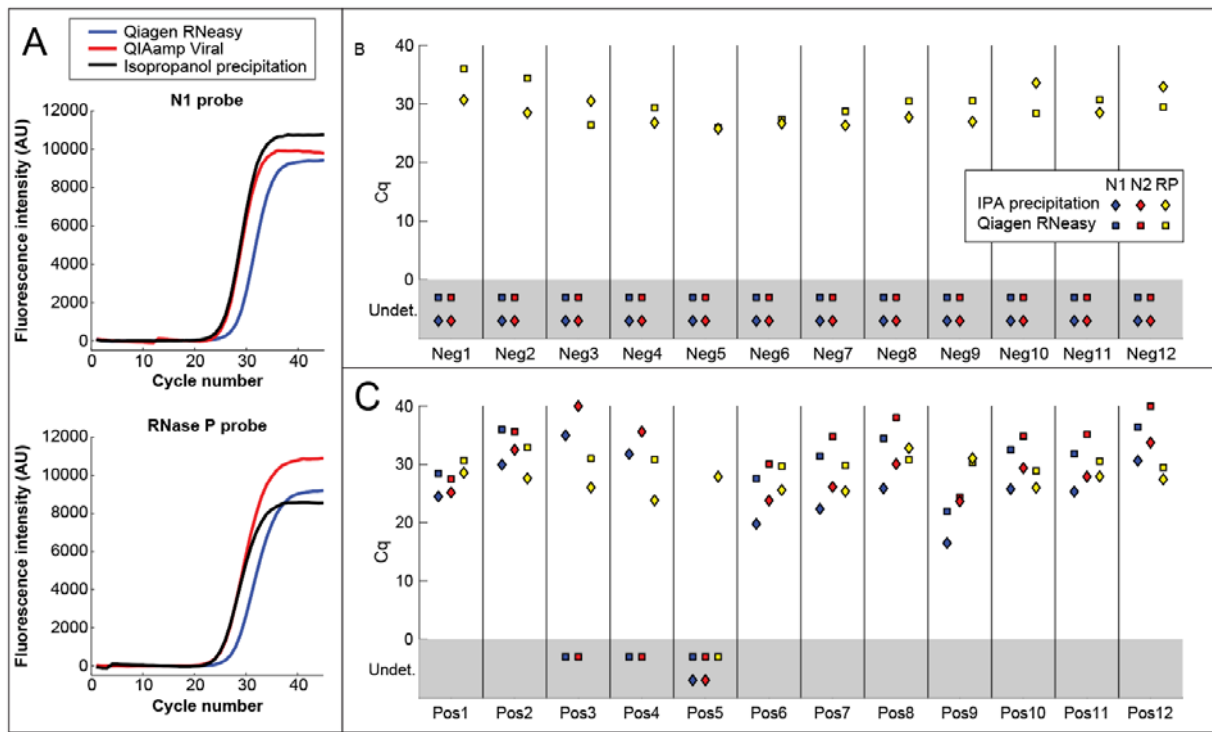 A
Qiagen RNeasy
QIAamp Viral
Isopropanol precipitation
N1 probe
12000
10000
8000
6000
4000
2000
0
Fluorescence intensity (AU)
0 10 20 30 40
Cycle number
RNase P probe
12000
10000
8000
6000
4000
2000
0
Fluorescence intensity (AU)
0 10 20 30 40
Cycle number
B
40
30
20
10
0
Cq
Undet.
N1 N2 RP
IPA precipitation
Qiagen RNeasy
Neg1 Neg2 Neg3 Neg4 Neg5 Neg6 Neg7 Neg8 Neg9 Neg10 Neg11 Neg12
C
40
30
20
10
0
Cq
Undet.
Pos1 Pos2 Pos3 Pos4 Pos5 Pos6 Pos7 Pos8 Pos9 Pos10 Pos11 Pos12